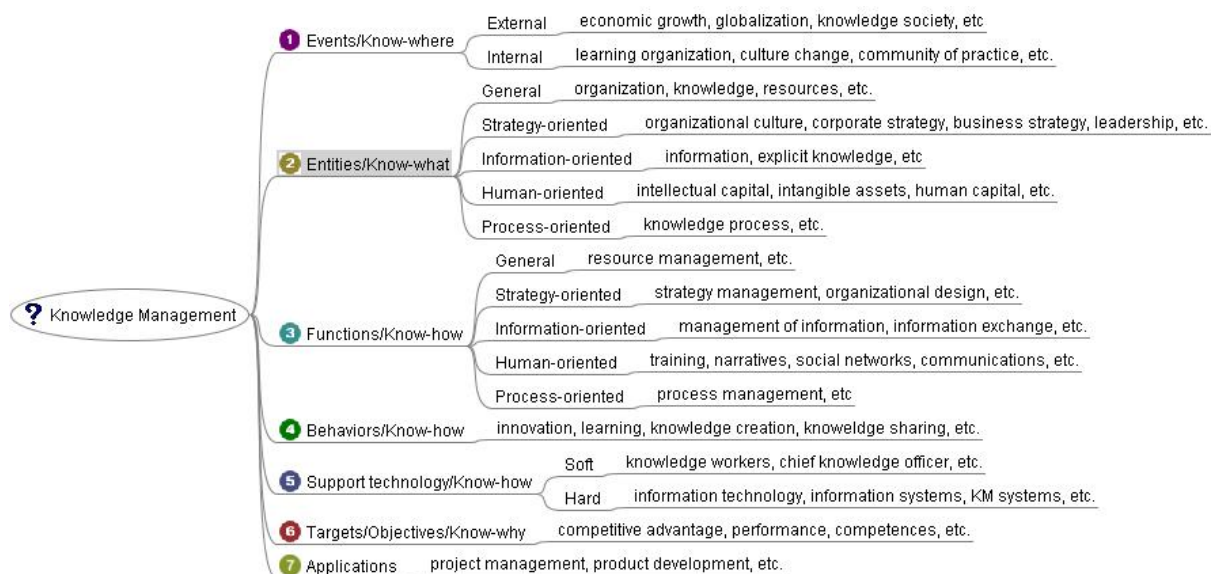 ? Knowledge Management
1 Events/Know-where
External economic growth, globalization, knowledge society, etc
Internal learning organization, culture change, community of practice, etc.
2 Entities/Know-what
General organization, knowledge, resources, etc.
Strategy-oriented organizational culture, corporate strategy, business strategy, leadership, etc.
Information-oriented information, explicit knowledge, etc
Human-oriented intellectual capital, intangible assets, human capital, etc.
Process-oriented knowledge process, etc.
3 Functions/Know-how
General resource management, etc.
Strategy-oriented strategy management, organizational design, etc.
Information-oriented management of information, information exchange, etc.
Human-oriented training, narratives, social networks, communications, etc.
Process-oriented process management, etc
4 Behaviors/Know-how innovation, learning, knowledge creation, knoweldge sharing, etc.
5 Support technology/Know-how
Soft knowledge workers, chief knowledge officer, etc.
Hard information technology, information systems, KM systems, etc.
6 Targets/Objectives/Know-why competitive advantage, performance, competences, etc.
7 Applications project management, product development, etc.